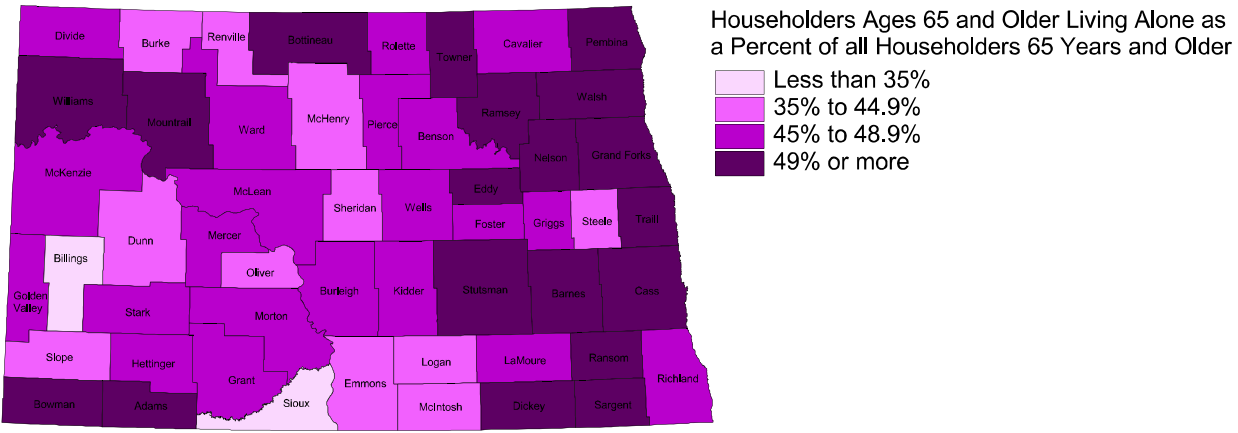 Householders Ages 65 and Older Living Alone as
a Percent of all Householders 65 Years and Older
Less than 35%
35% to 44.9%
45% to 48.9%
49% or more
Divide
Burke
Renville
Bottineau
Rolette
Towner
Cavalier
Pembina
Williams
Mountrail
Ward
McHenry
Pierce
Benson
Ramsey
Walsh
Nelson
Grand Forks
McKenzie
McLean
Sheridan
Wells
Eddy
Foster
Griggs
Steele
Traill
Dunn
Mercer
Oliver
Billings
Golden
Valley
Stark
Morton
Burleigh
Kidder
Stutsman
Barnes
Cass
Slope
Hettinger
Grant
Emmons
Logan
LaMoure
Ransom
Richland
Bowman
Adams
Sioux
McIntosh
Dickey
Sargent